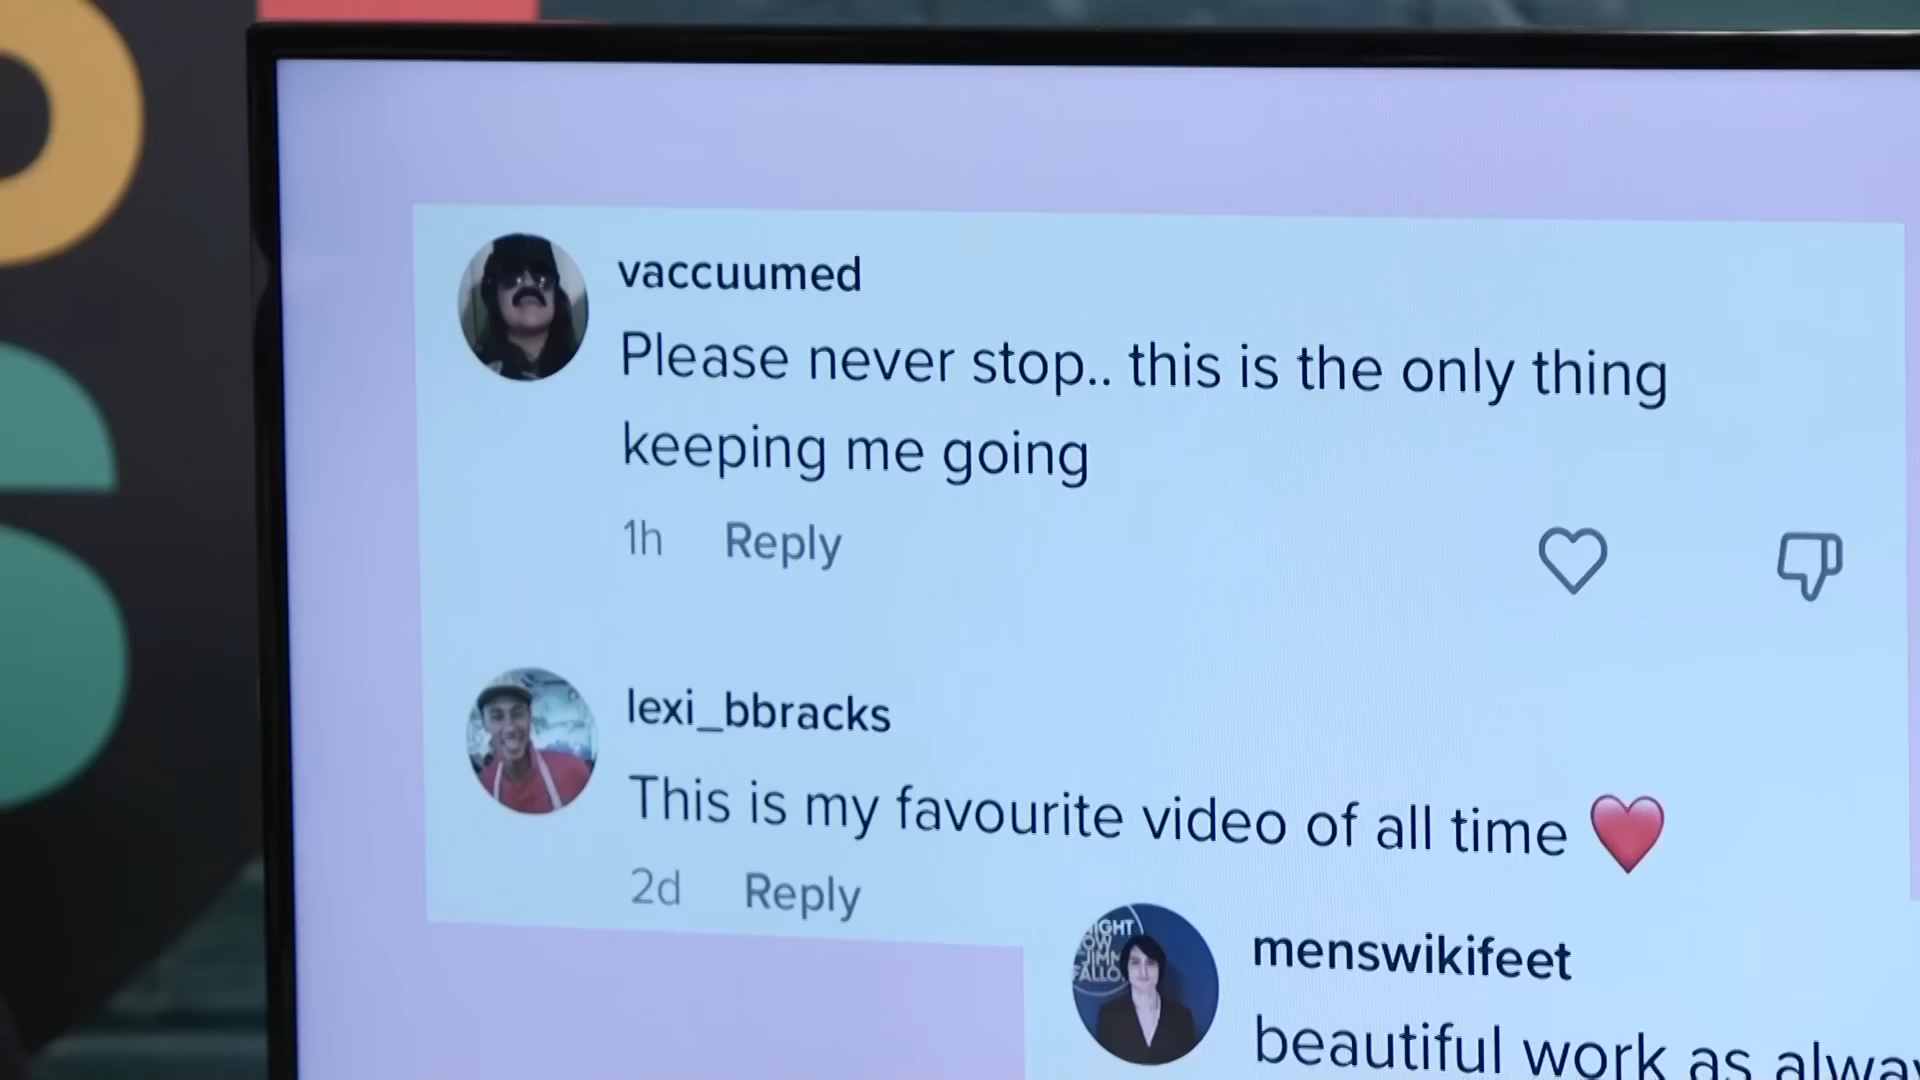 vaccuumed
Please never stop.. this is the only thing
keeping me going
1h Reply
lexi_bbracks
This is my favourite video of all time ❤️
2d Reply
menswikifeet
beautiful work as